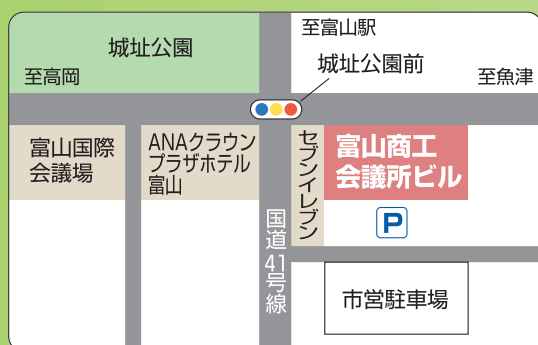 城址公園
至富山駅
城址公園前
至高岡
至魚津
富山国際
会議場
ANAクラウン
プラザホテル
富山
セブンイレブン
富山商工
会議所ビル
P
国道41号線
市営駐車場